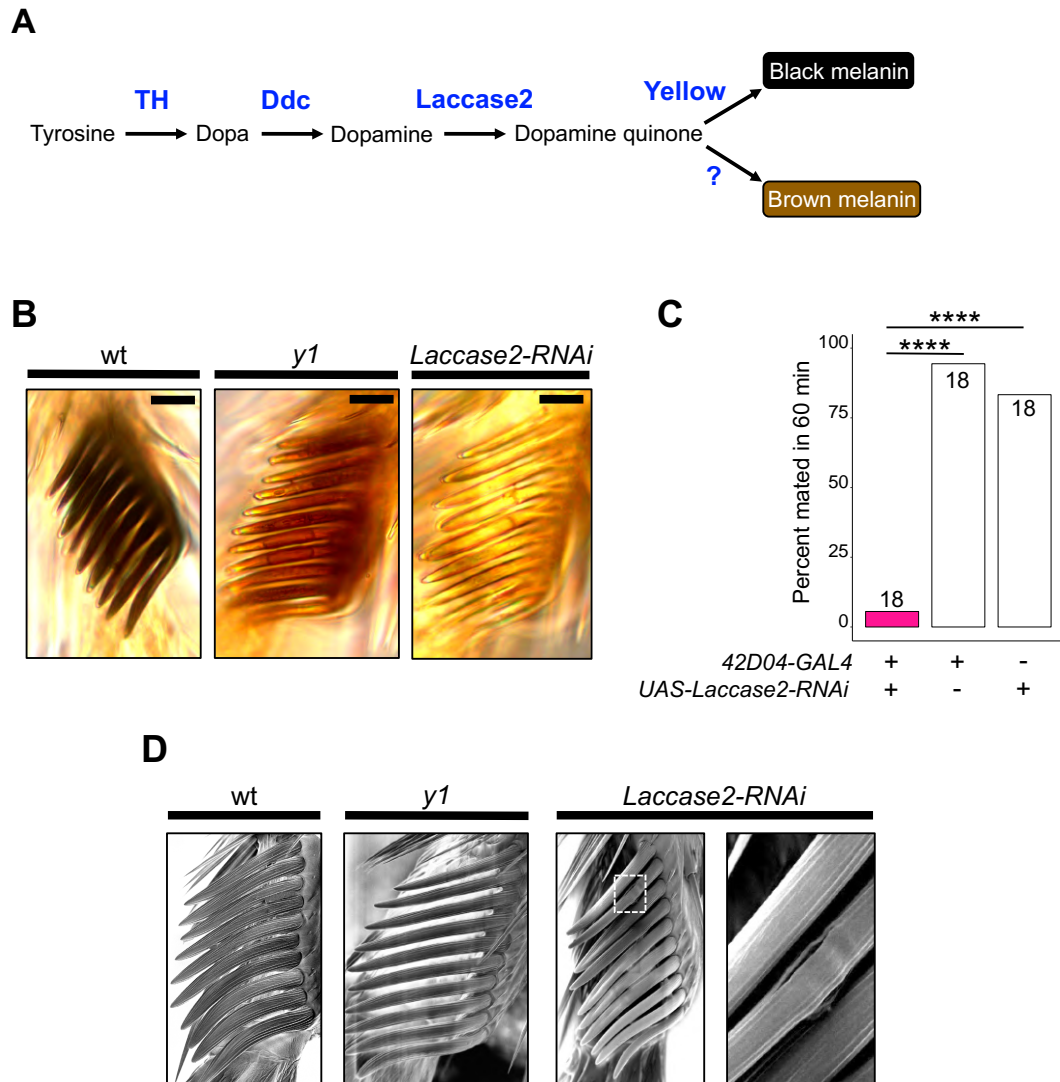 A
Black melanin
TH Ddc Laccase2 Yellow
Tyrosine Dopa Dopamine Dopamine quinone
?
Brown melanin
B
wt y1 Laccase2-RNAi
C
Percent mated in 60 min
100
75
50
25
0
****
****
18
18
18
42D04-GAL4 + + -
UAS-Laccase2-RNAi + - +
D
wt y1 Laccase2-RNAi